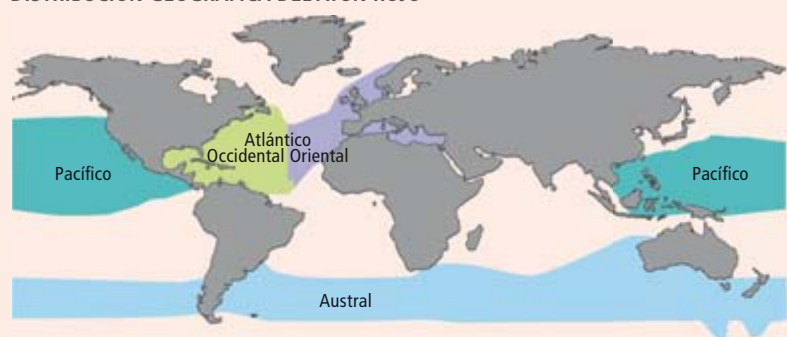 Atlántico
Occidental Oriental
Pacífico
Pacífico
Austral